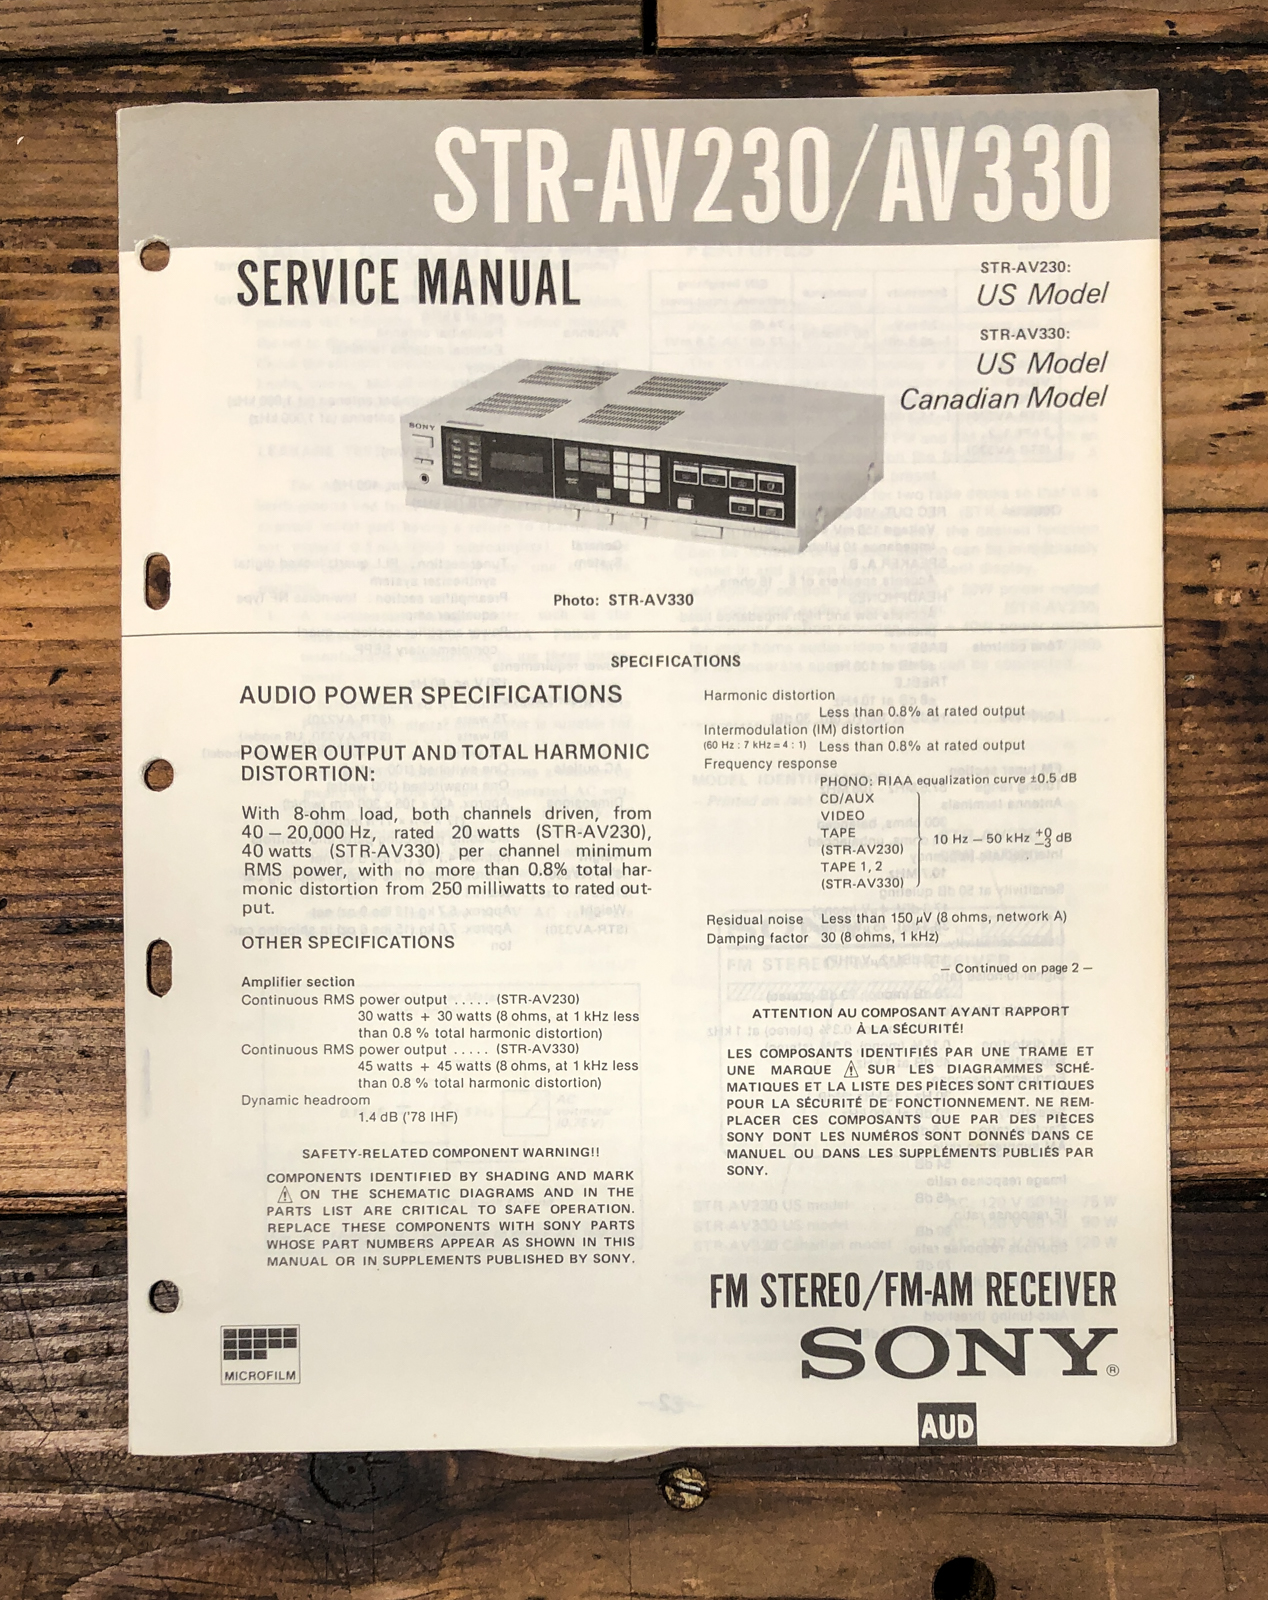 STR-AV230/AV330
SERVICE MANUAL
STR-AV230:
US Model
STR-AV330:
US Model
Canadian Model
SONY
Photo: STR-AV330
SPECIFICATIONS
AUDIO POWER SPECIFICATIONS
POWER OUTPUT AND TOTAL HARMONIC
DISTORTION:
With 8-ohm load, both channels driven, from
40 – 20,000 Hz, rated 20 watts (STR-AV230),
40 watts (STR-AV330) per channel minimum
RMS power, with no more than 0.8% total har-
monic distortion from 250 milliwatts to rated out-
put.
OTHER SPECIFICATIONS
Amplifier section
Continuous RMS power output ..... (STR-AV230)
30 watts + 30 watts (8 ohms, at 1 kHz less
than 0.8 % total harmonic distortion)
Continuous RMS power output ..... (STR-AV330)
45 watts + 45 watts (8 ohms, at 1 kHz less
than 0.8 % total harmonic distortion)
Dynamic headroom
1.4 dB ('78 IHF)
SAFETY-RELATED COMPONENT WARNING!!
COMPONENTS IDENTIFIED BY SHADING AND MARK
⚠ ON THE SCHEMATIC DIAGRAMS AND IN THE
PARTS LIST ARE CRITICAL TO SAFE OPERATION.
REPLACE THESE COMPONENTS WITH SONY PARTS
WHOSE PART NUMBERS APPEAR AS SHOWN IN THIS
MANUAL OR IN SUPPLEMENTS PUBLISHED BY SONY.
Harmonic distortion
Less than 0.8% at rated output
Intermodulation (IM) distortion
(60 Hz : 7 kHz = 4 : 1) Less than 0.8% at rated output
Frequency response
PHONO: RIAA equalization curve ±0.5 dB
CD/AUX
VIDEO
TAPE
(STR-AV230)
TAPE 1, 2
(STR-AV330)
10 Hz – 50 kHz +0 −3 dB
Residual noise Less than 150 µV (8 ohms, network A)
Damping factor 30 (8 ohms, 1 kHz)
– Continued on page 2 –
ATTENTION AU COMPOSANT AYANT RAPPORT
À LA SÉCURITÉ!
LES COMPOSANTS IDENTIFIÉS PAR UNE TRAME ET
UNE MARQUE ⚠ SUR LES DIAGRAMMES SCHÉ-
MATIQUES ET LA LISTE DES PIÈCES SONT CRITIQUES
POUR LA SÉCURITÉ DE FONCTIONNEMENT. NE REM-
PLACER CES COMPOSANTS QUE PAR DES PIÈCES
SONY DONT LES NUMÉROS SONT DONNÉS DANS CE
MANUEL OU DANS LES SUPPLÉMENTS PUBLIÉS PAR
SONY.
FM STEREO/FM-AM RECEIVER
SONY®
MICROFILM
AUD